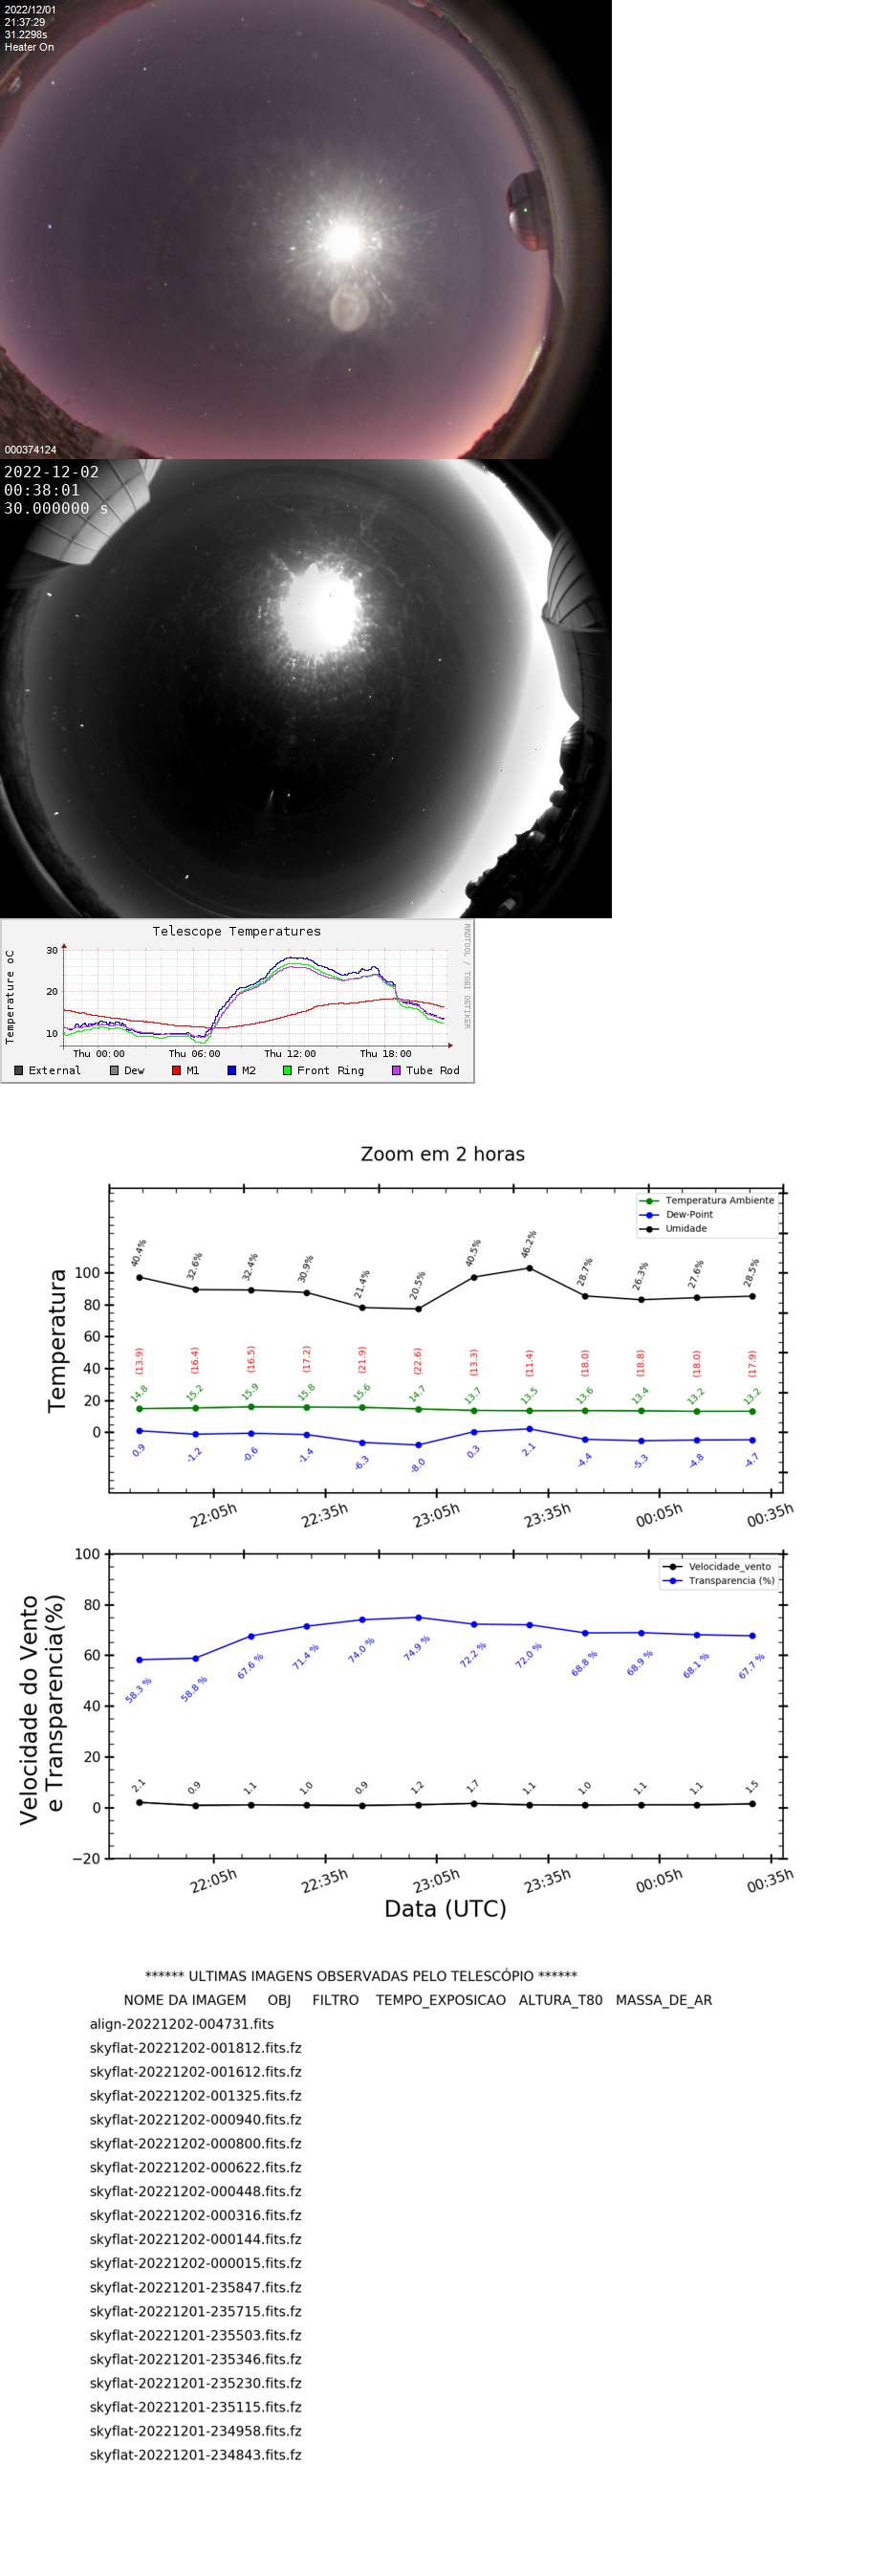 2022/12/01
21:37:29
31.2298s
Heater On
000374124
2022-12-02
00:38:01
30.000000 s
Telescope Temperatures
RRDTOOL / TOBI OETIKER
Temperature oC
30
20
10
Thu 00:00 Thu 06:00 Thu 12:00 Thu 18:00
External Dew M1 M2 Front Ring Tube Rod
Zoom em 2 horas
Temperatura Ambiente
Dew-Point
Umidade
Temperatura
100
80
60
40
20
0
40.4% 32.6% 32.4% 30.9% 21.4% 20.5% 40.5% 46.2% 28.7% 26.3% 27.6% 28.5%
(13.9) (16.4) (16.5) (17.2) (21.9) (22.6) (13.3) (11.4) (18.0) (18.8) (18.0) (17.9)
14.8 15.2 15.9 15.8 15.6 14.7 13.7 13.5 13.6 13.4 13.2 13.2
0.9 -1.2 -0.6 -1.4 -6.3 -8.0 0.3 2.1 -4.4 -5.3 -4.8 -4.7
22:05h 22:35h 23:05h 23:35h 00:05h 00:35h
Velocidade_vento
Transparencia (%)
Velocidade do Vento
e Transparencia(%)
100
80
60
40
20
0
−20
58.3 % 58.8 % 67.6 % 71.4 % 74.0 % 74.9 % 72.2 % 72.0 % 68.8 % 68.9 % 68.1 % 67.7 %
2.1 0.9 1.1 1.0 0.9 1.2 1.7 1.1 1.0 1.1 1.1 1.5
22:05h 22:35h 23:05h 23:35h 00:05h 00:35h
Data (UTC)
****** ULTIMAS IMAGENS OBSERVADAS PELO TELESCÓPIO ******
NOME DA IMAGEM OBJ FILTRO TEMPO_EXPOSICAO ALTURA_T80 MASSA_DE_AR
align-20221202-004731.fits
skyflat-20221202-001812.fits.fz
skyflat-20221202-001612.fits.fz
skyflat-20221202-001325.fits.fz
skyflat-20221202-000940.fits.fz
skyflat-20221202-000800.fits.fz
skyflat-20221202-000622.fits.fz
skyflat-20221202-000448.fits.fz
skyflat-20221202-000316.fits.fz
skyflat-20221202-000144.fits.fz
skyflat-20221202-000015.fits.fz
skyflat-20221201-235847.fits.fz
skyflat-20221201-235715.fits.fz
skyflat-20221201-235503.fits.fz
skyflat-20221201-235346.fits.fz
skyflat-20221201-235230.fits.fz
skyflat-20221201-235115.fits.fz
skyflat-20221201-234958.fits.fz
skyflat-20221201-234843.fits.fz